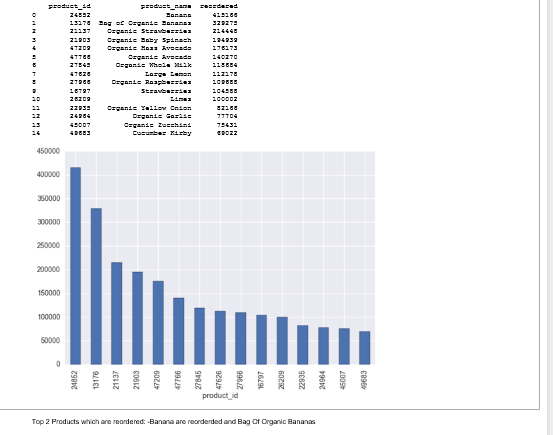 product_id product_name reordered
0 24852 Banana 415166
1 13176 Bag of Organic Bananas 329275
2 21137 Organic Strawberries 214448
3 21903 Organic Baby Spinach 194939
4 47209 Organic Hass Avocado 176173
5 47766 Organic Avocado 140270
6 27845 Organic Whole Milk 118684
7 47626 Large Lemon 112178
8 27966 Organic Raspberries 109688
9 16797 Strawberries 104588
10 26209 Limes 100002
11 22935 Organic Yellow Onion 82166
12 24964 Organic Garlic 77704
13 45007 Organic Zucchini 75431
14 49683 Cucumber Kirby 69022
450000
400000
350000
300000
250000
200000
150000
100000
50000
0
24852 13176 21137 21903 47209 47766 27845 47626 27966 16797 26209 22935 24964 45007 49683
product_id
Top 2 Products which are reordered: -Banana are reorderded and Bag Of Organic Bananas